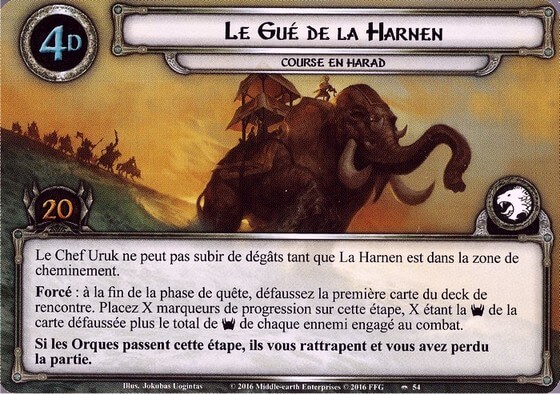 4D
LE GUÉ DE LA HARNEN
COURSE EN HARAD
20
Le Chef Uruk ne peut pas subir de dégâts tant que La Harnen est dans la zone de
cheminement.
Forcé : à la fin de la phase de quête, défaussez la première carte du deck de
rencontre. Placez X marqueurs de progression sur cette étape, X étant la de la
carte défaussée plus le total de de chaque ennemi engagé au combat.
Si les Orques passent cette étape, ils vous rattrapent et vous avez perdu
la partie.
Illus. Jokubas Uogintas © 2016 Middle-earth Enterprises © 2016 FFG 54